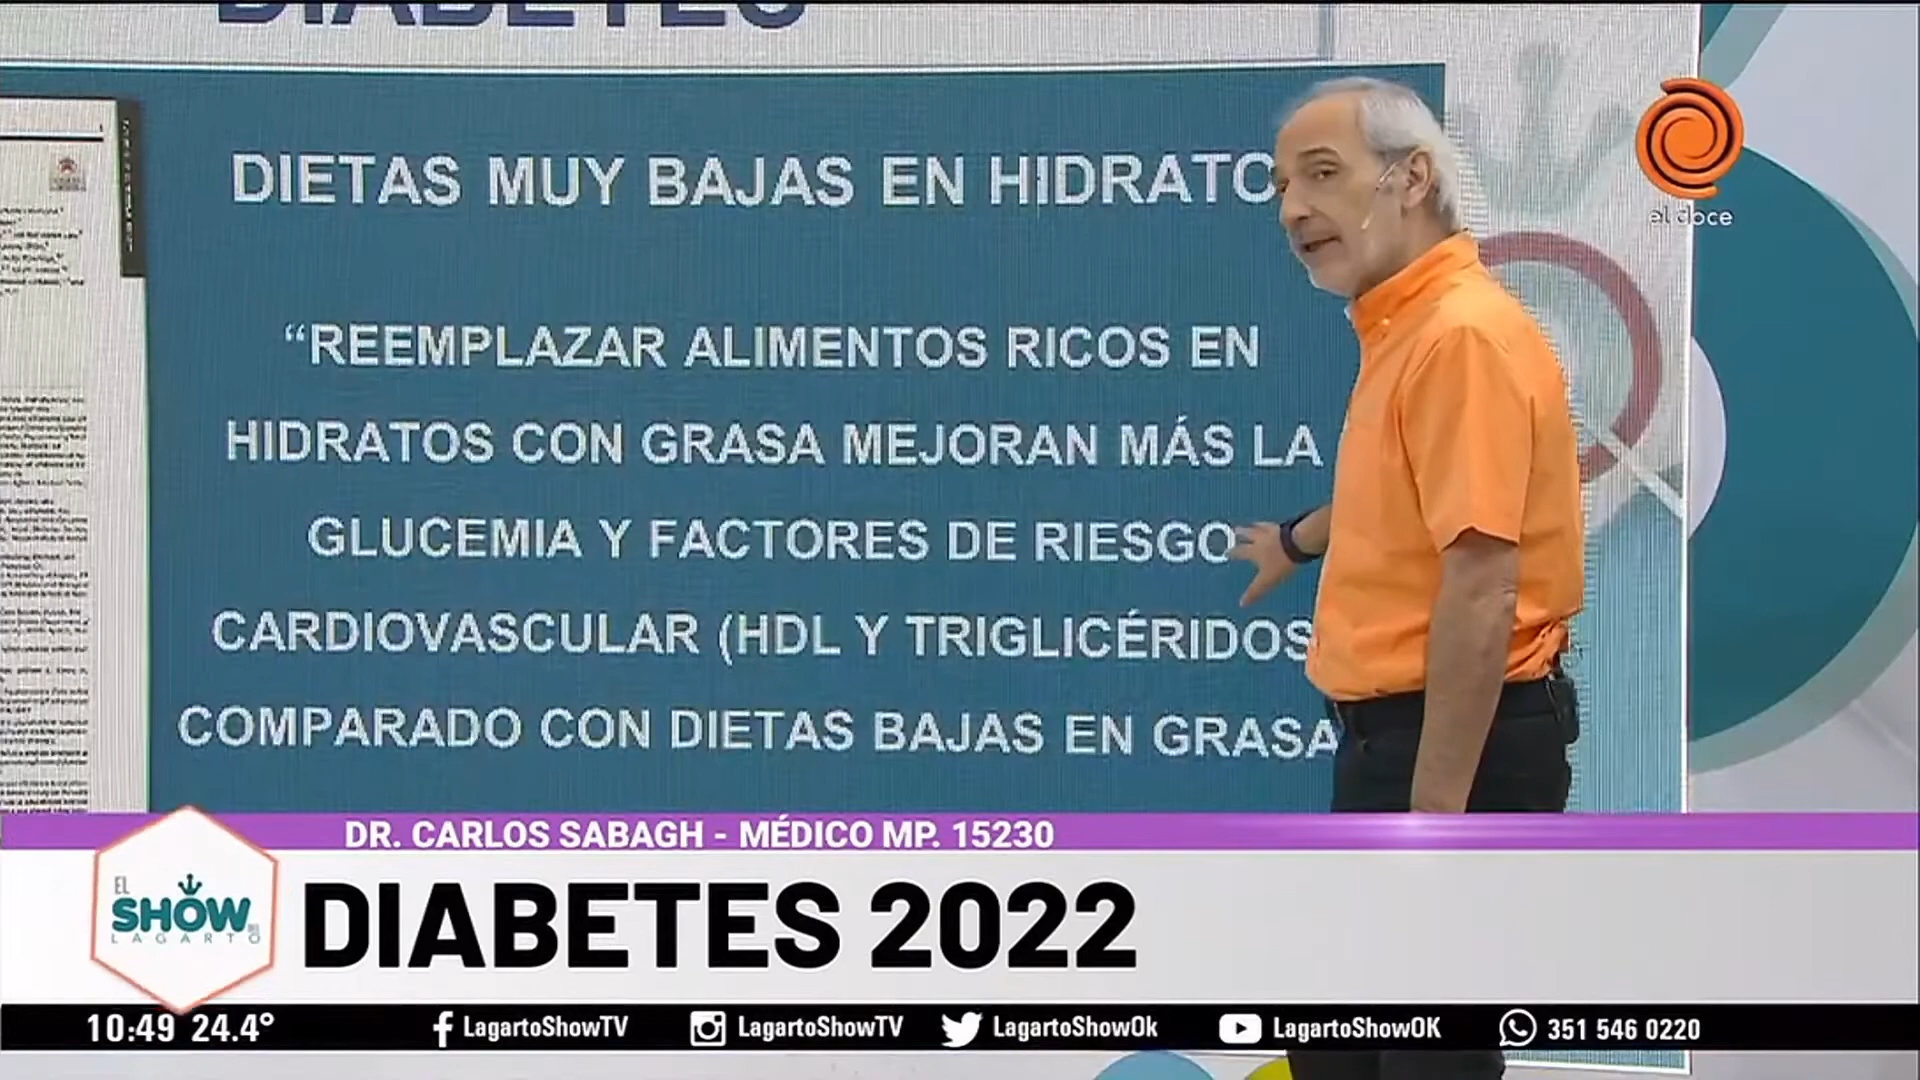 DIABETES
DIETAS MUY BAJAS EN HIDRATO
“REEMPLAZAR ALIMENTOS RICOS EN
HIDRATOS CON GRASA MEJORAN MÁS LA
GLUCEMIA Y FACTORES DE RIESGO
CARDIOVASCULAR (HDL Y TRIGLICÉRIDOS
COMPARADO CON DIETAS BAJAS EN GRASA
el doce
DR. CARLOS SABAGH - MÉDICO MP. 15230
EL
SHOW DEL
LAGARTO
DIABETES 2022
10:49 24.4°
LagartoShowTV
LagartoShowTV
LagartoShowOk
LagartoShowOK
351 546 0220